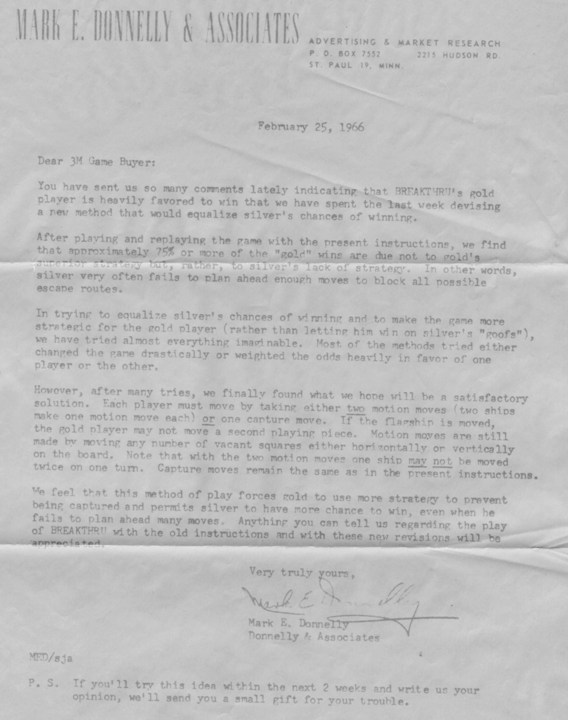 MARK E. DONNELLY & ASSOCIATES
ADVERTISING & MARKET RESEARCH
P. O. BOX 7552 2215 HUDSON RD.
ST. PAUL 19, MINN.
February 25, 1966
Dear 3M Game Buyer:
You have sent us so many comments lately indicating that BREAKTHRU's gold
player is heavily favored to win that we have spent the last week devising
a new method that would equalize silver's chances of winning.
After playing and replaying the game with the present instructions, we find
that approximately 75% or more of the "gold" wins are due not to gold's
superior strategy but, rather, to silver's lack of strategy. In other words,
silver very often fails to plan ahead enough moves to block all possible
escape routes.
In trying to equalize silver's chances of winning and to make the game more
strategic for the gold player (rather than letting him win on silver's "goofs"),
we have tried almost everything imaginable. Most of the methods tried either
changed the game drastically or weighted the odds heavily in favor of one
player or the other.
However, after many tries, we finally found what we hope will be a satisfactory
solution. Each player must move by taking either two motion moves (two ships
make one motion move each) or one capture move. If the flagship is moved,
the gold player may not move a second playing piece. Motion moves are still
made by moving any number of vacant squares either horizontally or vertically
on the board. Note that with the two motion moves one ship may not be moved
twice on one turn. Capture moves remain the same as in the present instructions.
We feel that this method of play forces gold to use more strategy to prevent
being captured and permits silver to have more chance to win, even when he
fails to plan ahead many moves. Anything you can tell us regarding the play
of BREAKTHRU with the old instructions and with these new revisions will be
appreciated.
Very truly yours,
Mark E Donnelly
Mark E. Donnelly
Donnelly & Associates
MED/sja
P. S. If you'll try this idea within the next 2 weeks and write us your
opinion, we'll send you a small gift for your trouble.